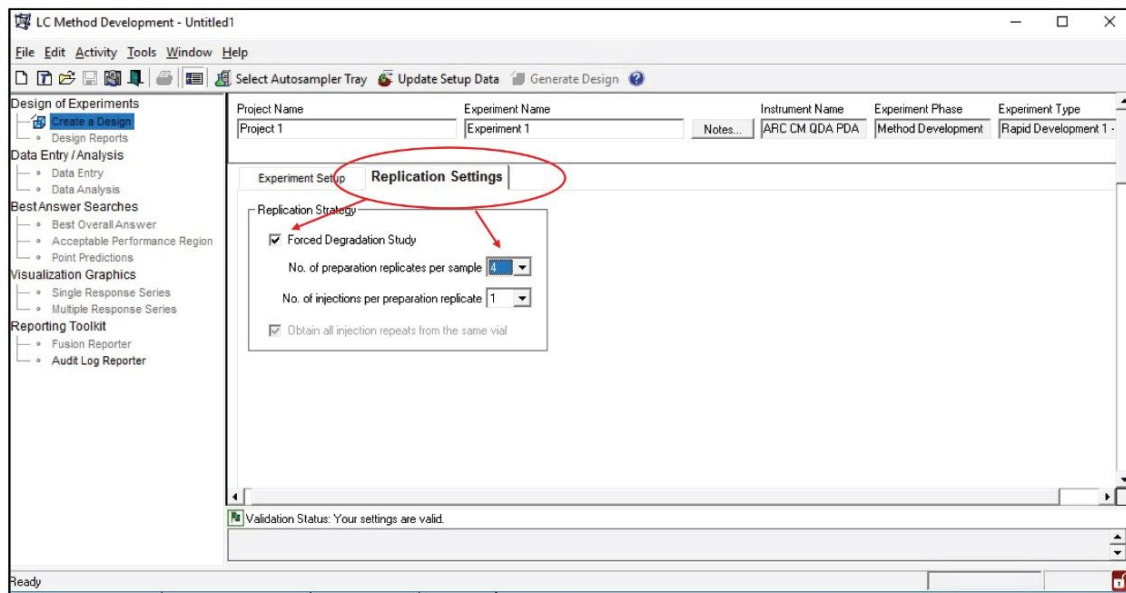 LC Method Development - Untitled1
File Edit Activity Tools Window Help
Select Autosampler Tray Update Setup Data Generate Design
Design of Experiments
Create a Design
Design Reports
Data Entry / Analysis
Data Entry
Data Analysis
BestAnswer Searches
Best Overall Answer
Acceptable Performance Region
Point Predictions
Visualization Graphics
Single Response Series
Multiple Response Series
Reporting Toolkit
Fusion Reporter
Audit Log Reporter
Project Name Experiment Name Instrument Name Experiment Phase Experiment Type
Project 1 Experiment 1 Notes... ARC CM QDA PDA Method Development Rapid Development 1 -
Experiment Setup Replication Settings
Replication Strategy
Forced Degradation Study
No. of preparation replicates per sample 4
No. of injections per preparation replicate 1
Obtain all injection repeats from the same vial
Validation Status: Your settings are valid.
Ready